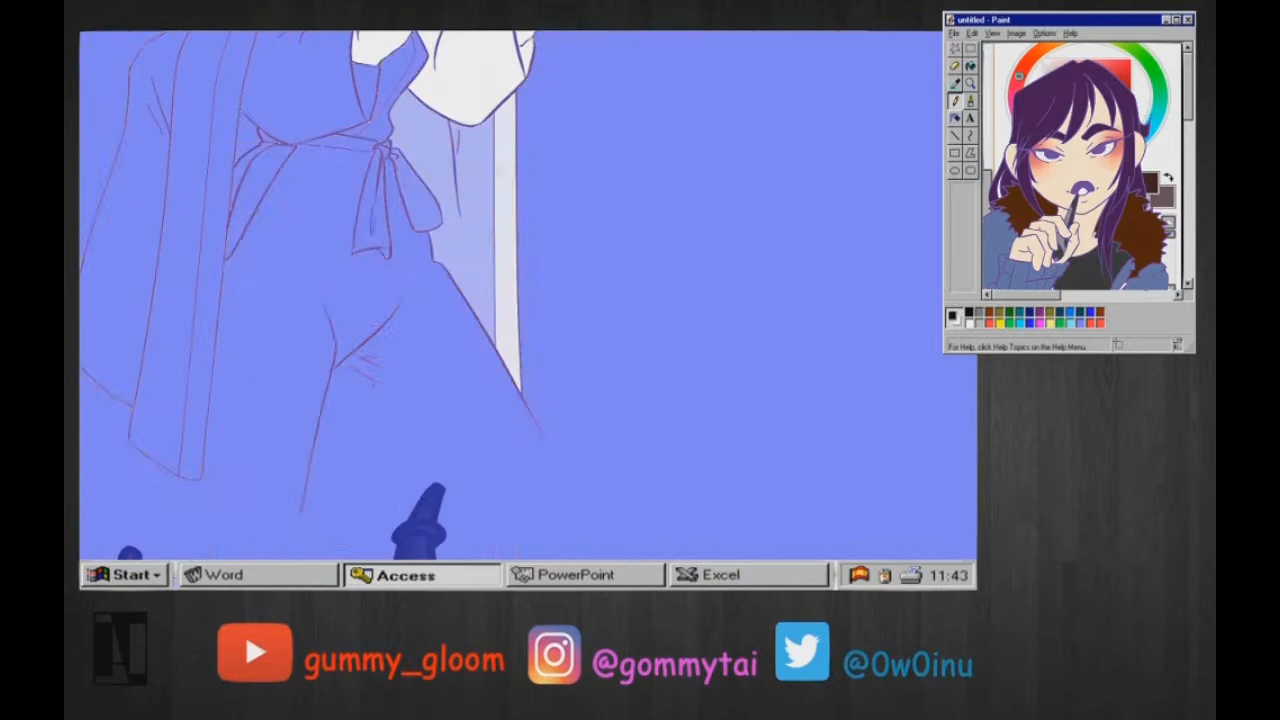 untitled - Paint
File Edit View Image Options Help
For Help, click Help Topics on the Help Menu.
Start Word Access PowerPoint Excel 11:43
gummy_gloom @gommytai @OwOinu